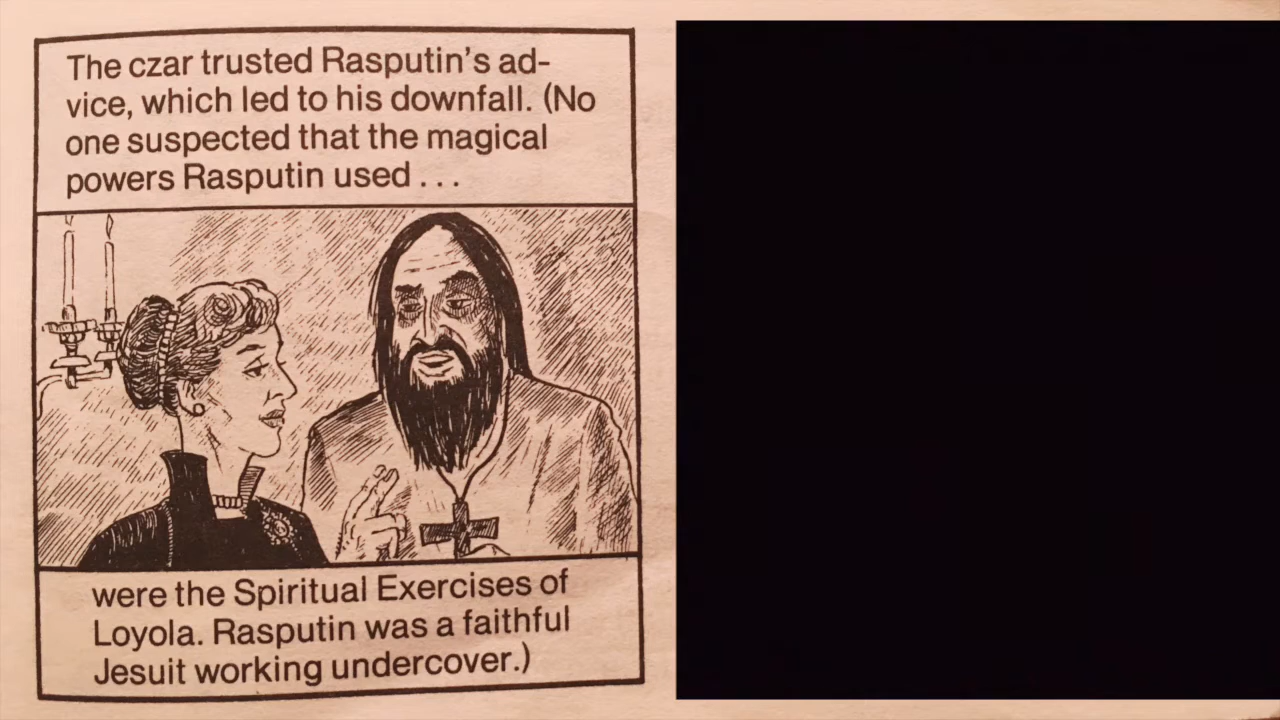 The czar trusted Rasputin's ad-
vice, which led to his downfall. (No
one suspected that the magical
powers Rasputin used . . .
were the Spiritual Exercises of
Loyola. Rasputin was a faithful
Jesuit working undercover.)